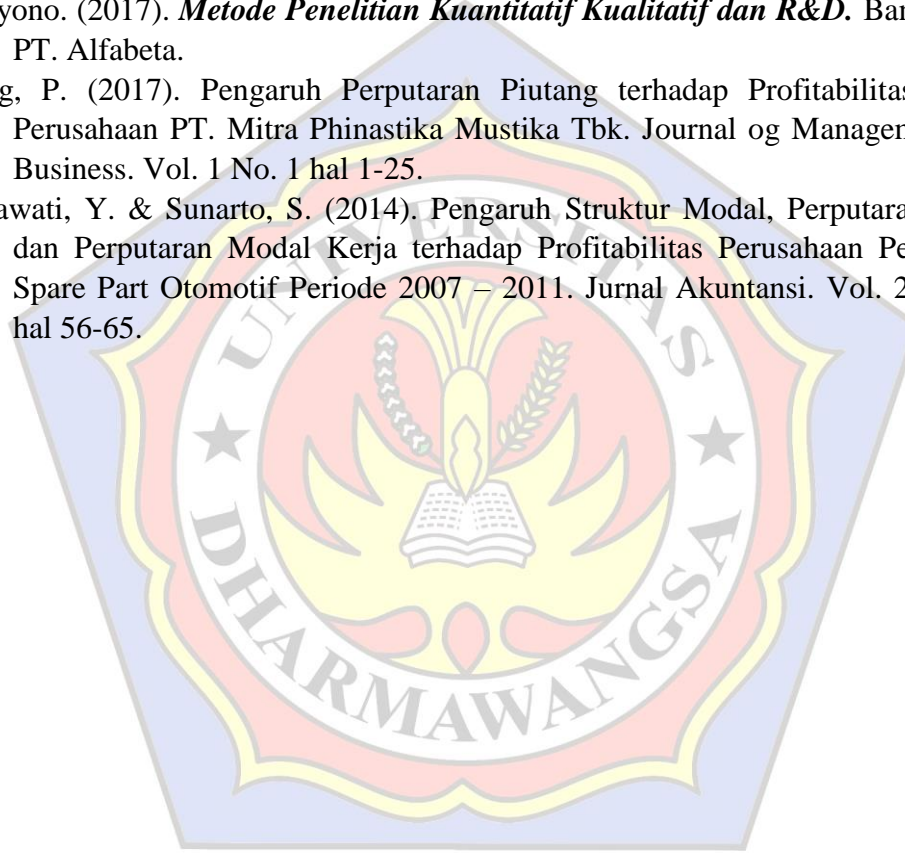 yono. (2017). Metode Penelitian Kuantitatif Kualitatif dan R&D. Ban
PT. Alfabeta.
g, P. (2017). Pengaruh Perputaran Piutang terhadap Profitabilitas
Perusahaan PT. Mitra Phinastika Mustika Tbk. Journal og Managem
Business. Vol. 1 No. 1 hal 1-25.
awati, Y. & Sunarto, S. (2014). Pengaruh Struktur Modal, Perputara
dan Perputaran Modal Kerja terhadap Profitabilitas Perusahaan Pe
Spare Part Otomotif Periode 2007 – 2011. Jurnal Akuntansi. Vol. 2
hal 56-65.
UNIVERSITAS
DHARMAWANGSA